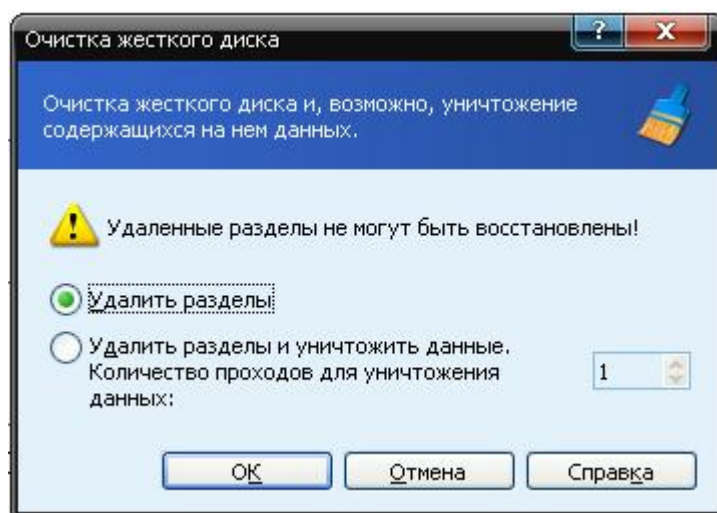 Очистка жесткого диска
?
Очистка жесткого диска и, возможно, уничтожение
содержащихся на нем данных.
Удаленные разделы не могут быть восстановлены!
Удалить разделы
Удалить разделы и уничтожить данные.
Количество проходов для уничтожения
данных:
1
OK
Отмена
Справка